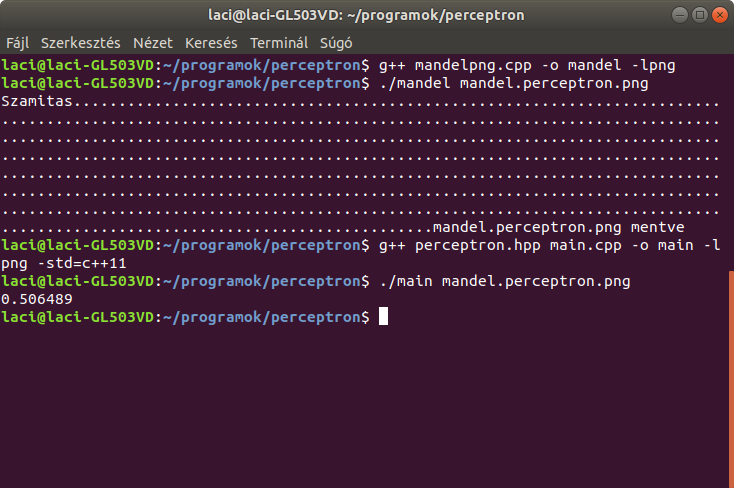 laci@laci-GL503VD: ~/programok/perceptron
Fájl Szerkesztés Nézet Keresés Terminál Súgó
laci@laci-GL503VD:~/programok/perceptron$ g++ mandelpng.cpp -o mandel -lpng
laci@laci-GL503VD:~/programok/perceptron$ ./mandel mandel.perceptron.png
Szamitas........................................................................
................................................................................
................................................................................
................................................................................
................................................................................
................................................................................
................................................................................
................................................mandel.perceptron.png mentve
laci@laci-GL503VD:~/programok/perceptron$ g++ perceptron.hpp main.cpp -o main -l
png -std=c++11
laci@laci-GL503VD:~/programok/perceptron$ ./main mandel.perceptron.png
0.506489
laci@laci-GL503VD:~/programok/perceptron$